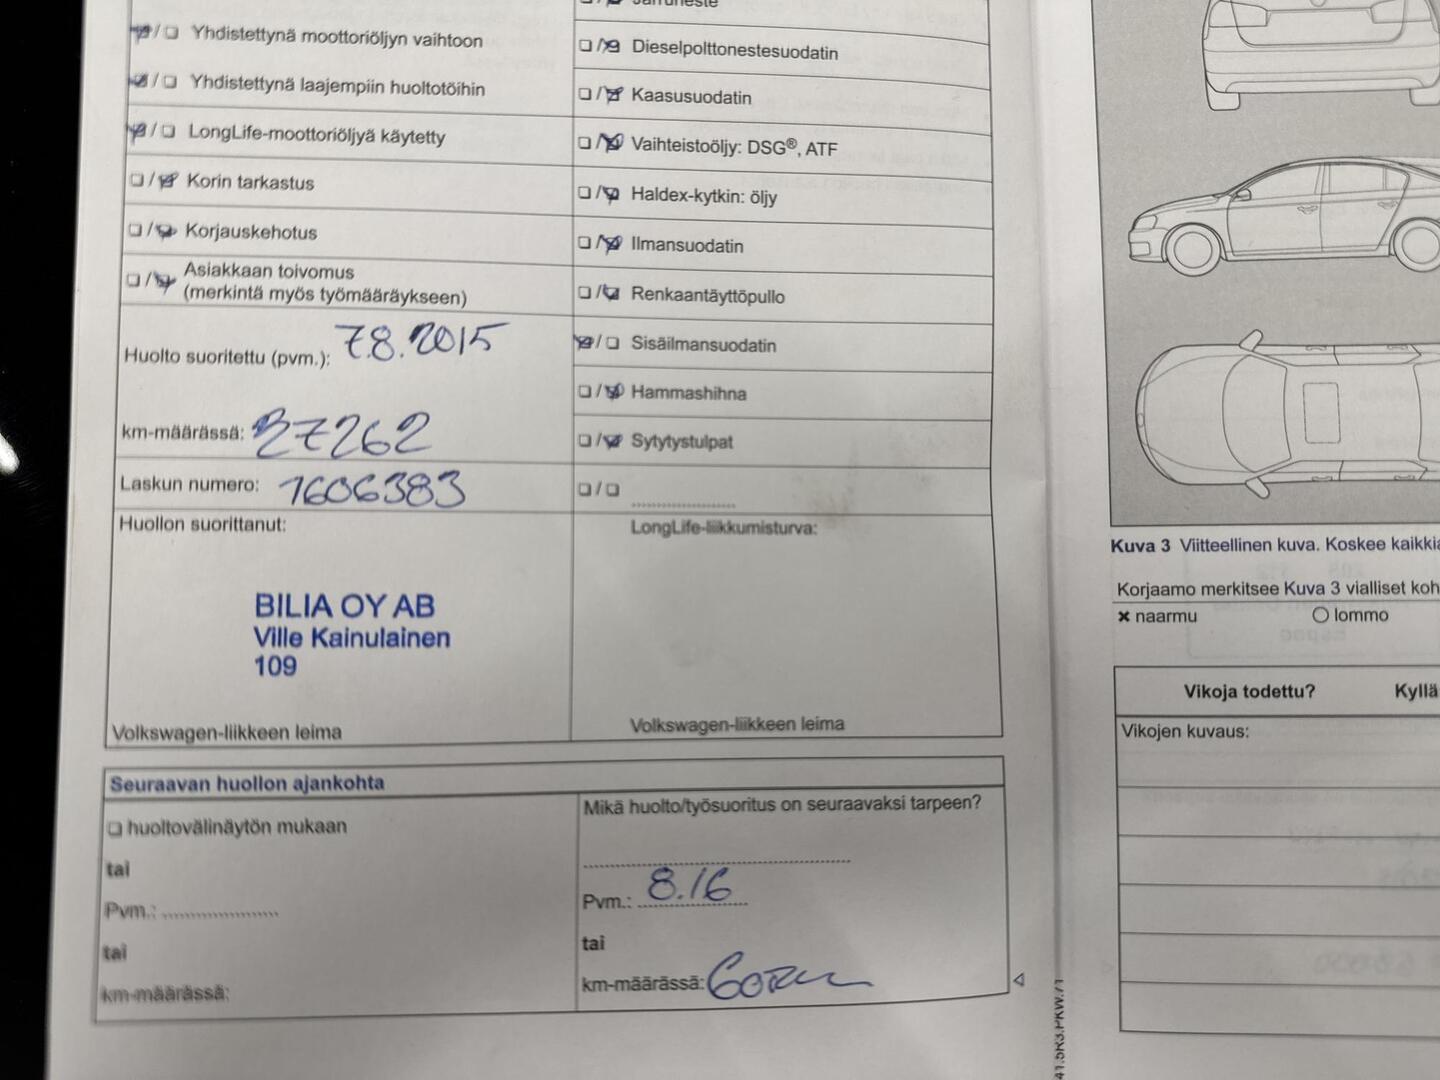 Yhdistettynä moottoriöljyn vaihtoon
Yhdistettynä laajempiin huoltotöihin
LongLife-moottoriöljyä käytetty
Korin tarkastus
Korjauskehotus
Asiakkaan toivomus
(merkintä myös työmääräykseen)
Huolto suoritettu (pvm.): 7.8.2015
km-määrässä: 27262
Laskun numero: 1606383
Huollon suorittanut:
BILIA OY AB
Ville Kainulainen
109
Volkswagen-liikkeen leima
Jarruneste
Dieselpolttonestesuodatin
Kaasusuodatin
Vaihteistoöljy: DSG®, ATF
Haldex-kytkin: öljy
Ilmansuodatin
Renkaantäyttöpullo
Sisäilmansuodatin
Hammashihna
Sytytystulpat
LongLife-liikkumisturva:
Volkswagen-liikkeen leima
Seuraavan huollon ajankohta
huoltovälinäytön mukaan
tai
Pvm.:
tai
km-määrässä:
Mikä huolto/työsuoritus on seuraavaksi tarpeen?
Pvm.: 8.16
tai
km-määrässä:
Kuva 3 Viitteellinen kuva. Koskee kaikkia
Korjaamo merkitsee Kuva 3 vialliset koh
naarmu
lommo
Vikoja todettu? Kyllä
Vikojen kuvaus: